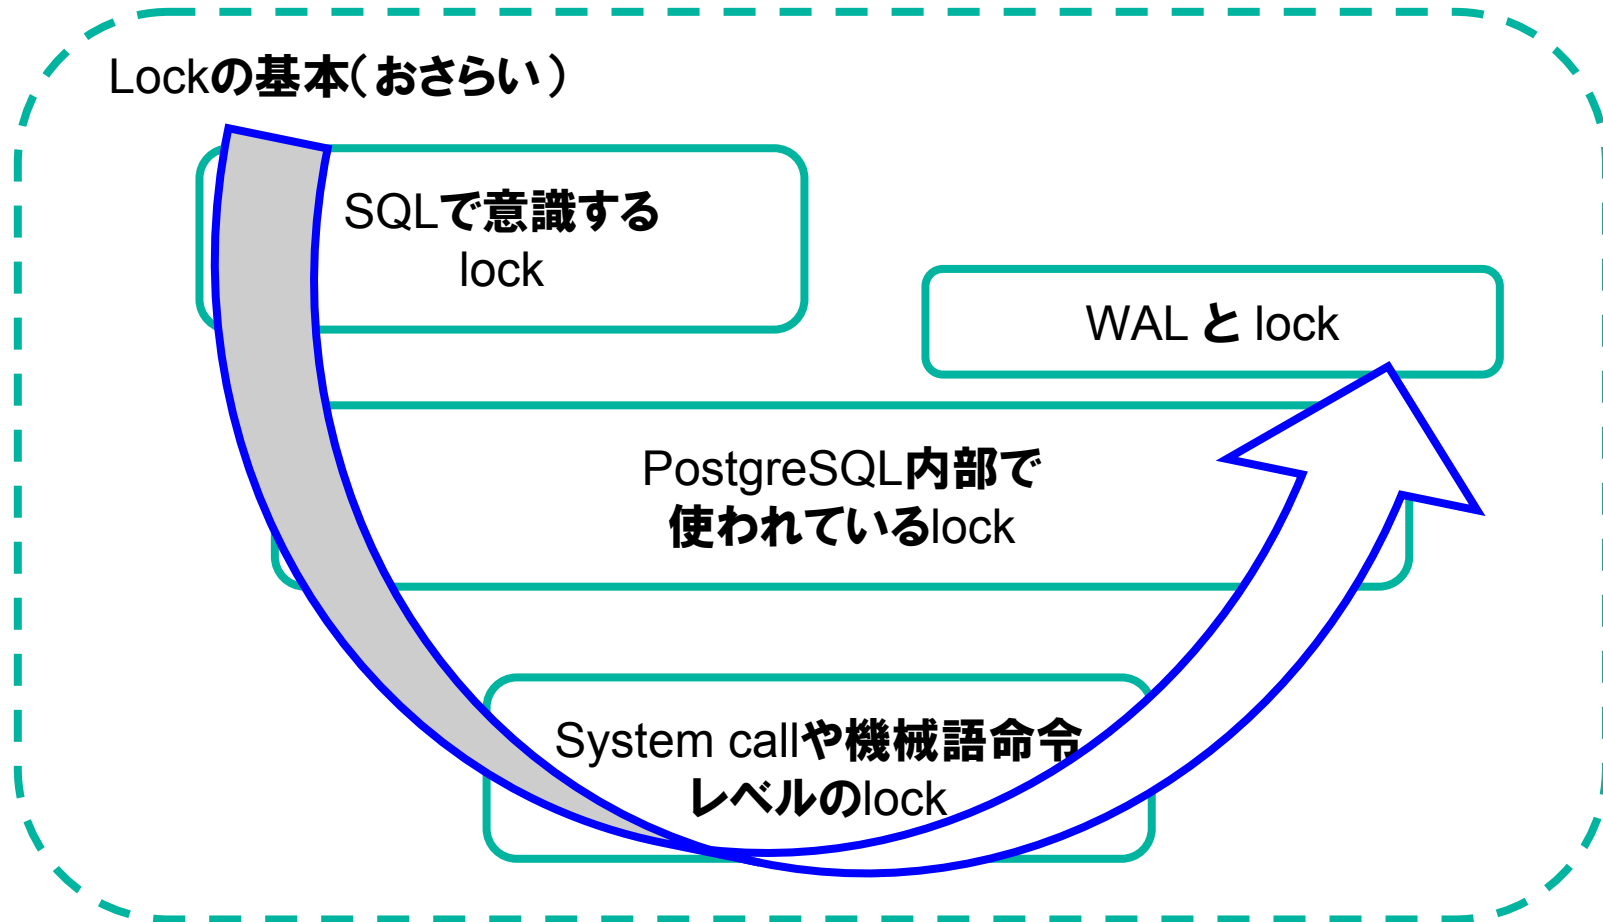 Lockの基本(おさらい)
SQLで意識する
lock
WAL と lock
PostgreSQL内部で
使われているlock
System callや機械語命令
レベルのlock